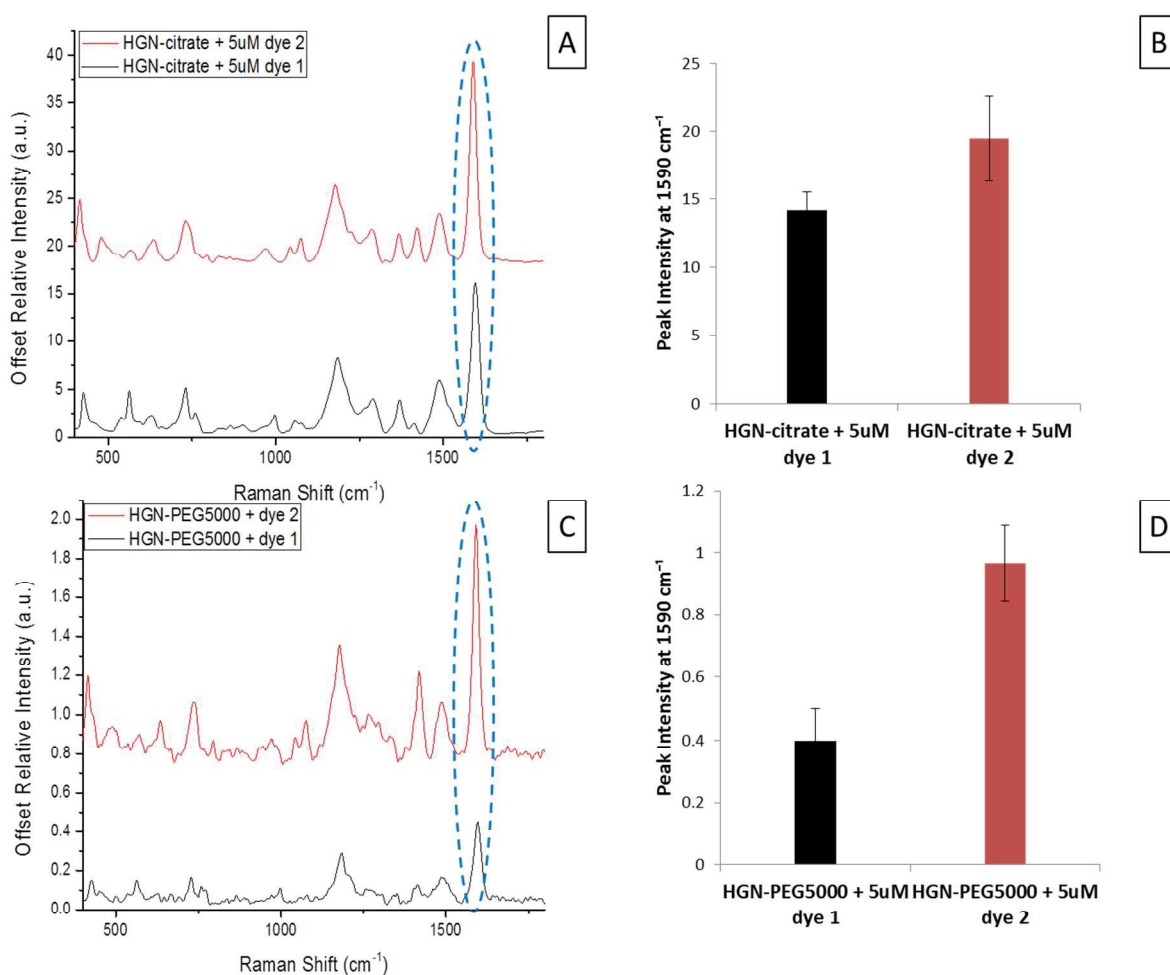 HGN-citrate + 5uM dye 2
HGN-citrate + 5uM dye 1
A
40
35
30
25
20
15
10
5
0
Offset Relative Intensity (a.u.)
500 1000 1500
Raman Shift (cm⁻¹)
B
25
20
15
10
5
0
Peak Intensity at 1590 cm⁻¹
HGN-citrate + 5uM
dye 1
HGN-citrate + 5uM
dye 2
HGN-PEG5000 + dye 2
HGN-PEG5000 + dye 1
C
2.0
1.8
1.6
1.4
1.2
1.0
0.8
0.6
0.4
0.2
0.0
Offset Relative Intensity (a.u.)
500 1000 1500
Raman Shift (cm⁻¹)
D
1.2
1
0.8
0.6
0.4
0.2
0
Peak Intensity at 1590 cm⁻¹
HGN-PEG5000 + 5uM
dye 1
HGN-PEG5000 + 5uM
dye 2